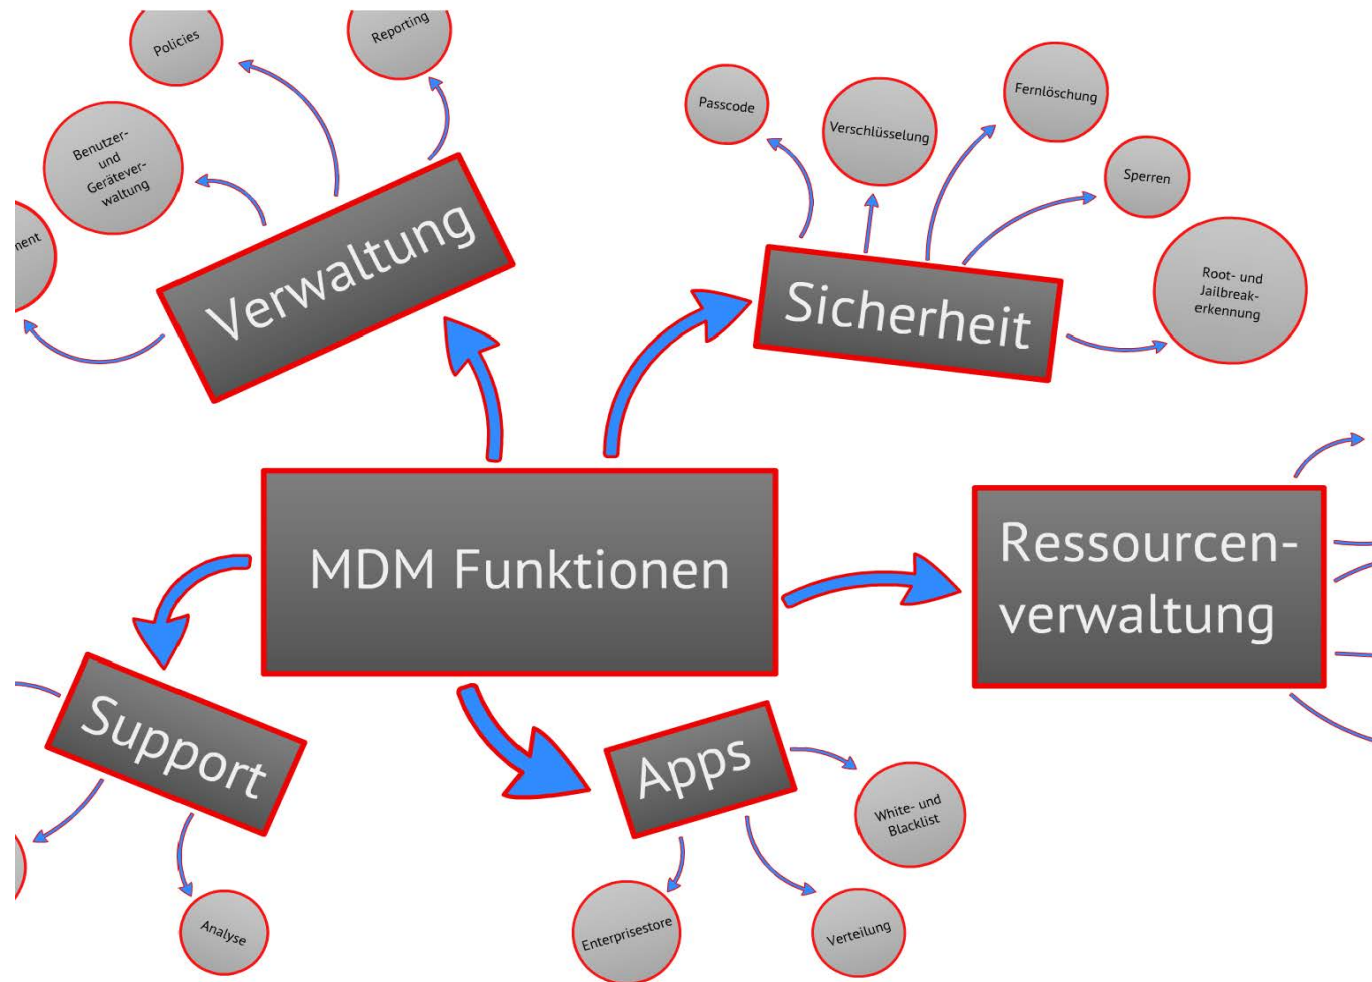 Policies
Reporting
Benutzer-
und
Gerätever-
waltung
Verwaltung
Passcode
Verschlüsselung
Fernlöschung
Sperren
Root- und
Jailbreak-
erkennung
Sicherheit
MDM Funktionen
Ressourcen-
verwaltung
Support
Analyse
Apps
White- und
Blacklist
Enterprisestore
Verteilung